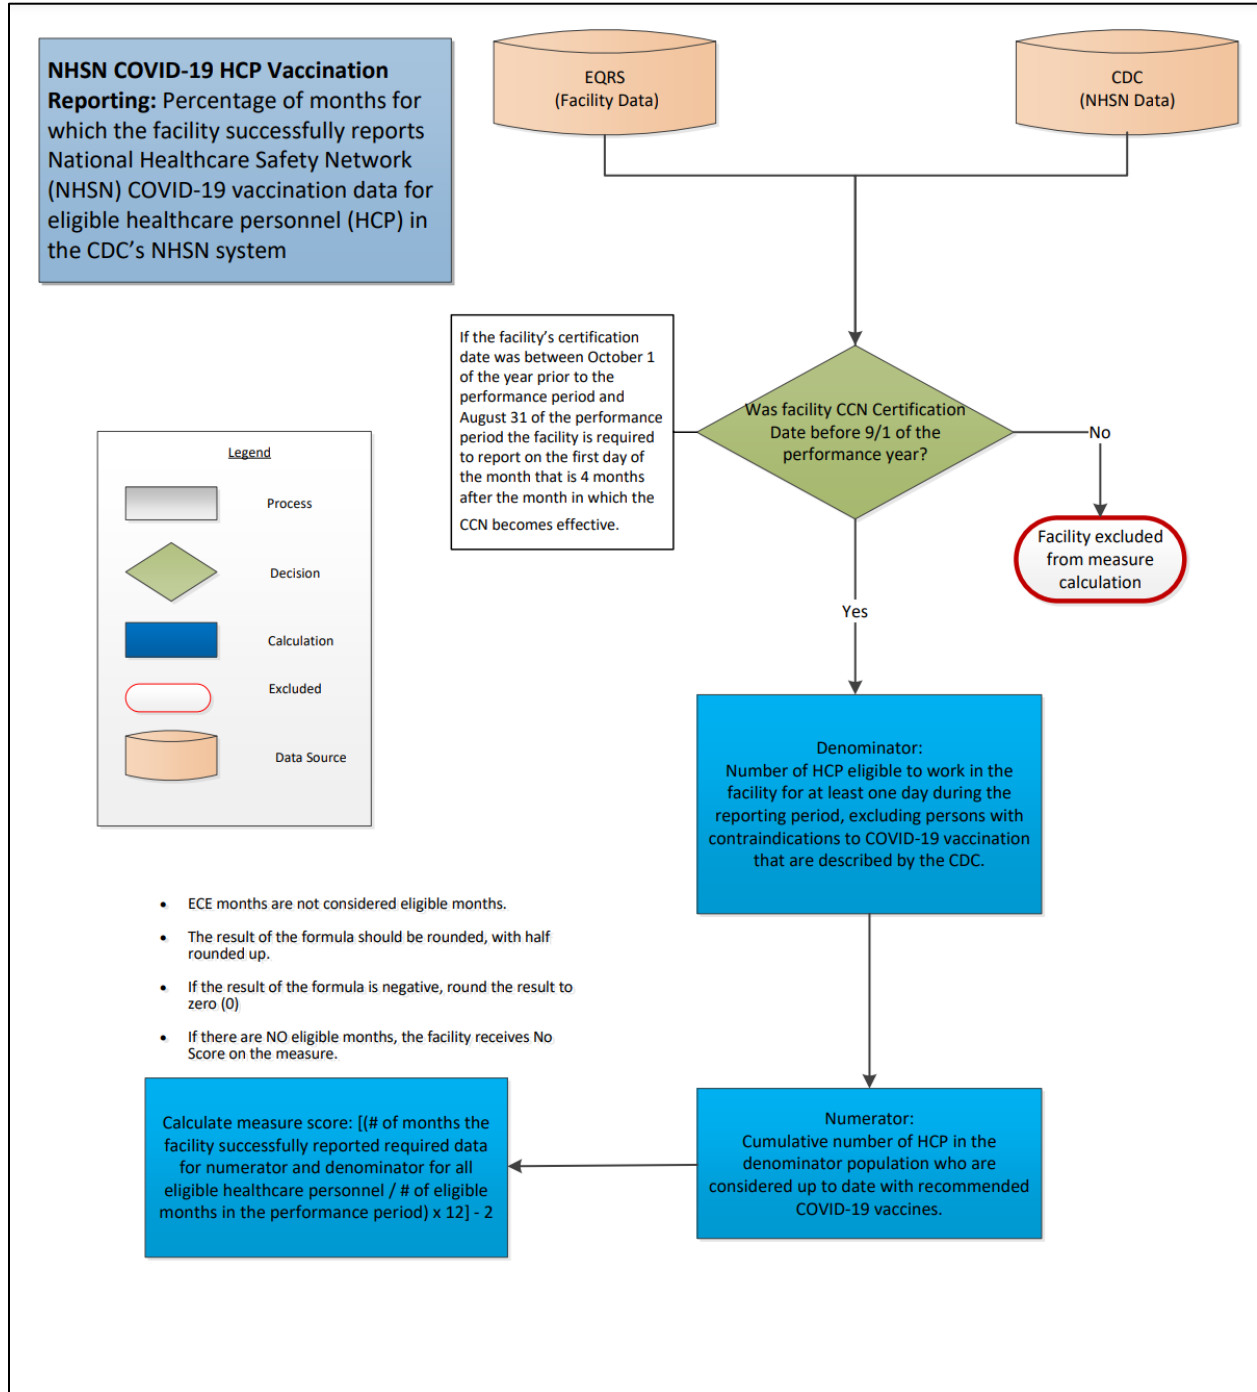 NHSN COVID-19 HCP Vaccination
Reporting: Percentage of months for
which the facility successfully reports
National Healthcare Safety Network
(NHSN) COVID-19 vaccination data for
eligible healthcare personnel (HCP) in
the CDC’s NHSN system
EQRS
(Facility Data)
CDC
(NHSN Data)
If the facility’s certification
date was between October 1
of the year prior to the
performance period and
August 31 of the performance
period the facility is required
to report on the first day of
the month that is 4 months
after the month in which the
CCN becomes effective.
Was facility CCN Certification
Date before 9/1 of the
performance year?
No
Facility excluded
from measure
calculation
Yes
Legend
Process
Decision
Calculation
Excluded
Data Source
Denominator:
Number of HCP eligible to work in the
facility for at least one day during the
reporting period, excluding persons with
contraindications to COVID-19 vaccination
that are described by the CDC.
• ECE months are not considered eligible months.
• The result of the formula should be rounded, with half
rounded up.
• If the result of the formula is negative, round the result to
zero (0)
• If there are NO eligible months, the facility receives No
Score on the measure.
Numerator:
Cumulative number of HCP in the
denominator population who are
considered up to date with recommended
COVID-19 vaccines.
Calculate measure score: [(# of months the
facility successfully reported required data
for numerator and denominator for all
eligible healthcare personnel / # of eligible
months in the performance period) x 12] - 2